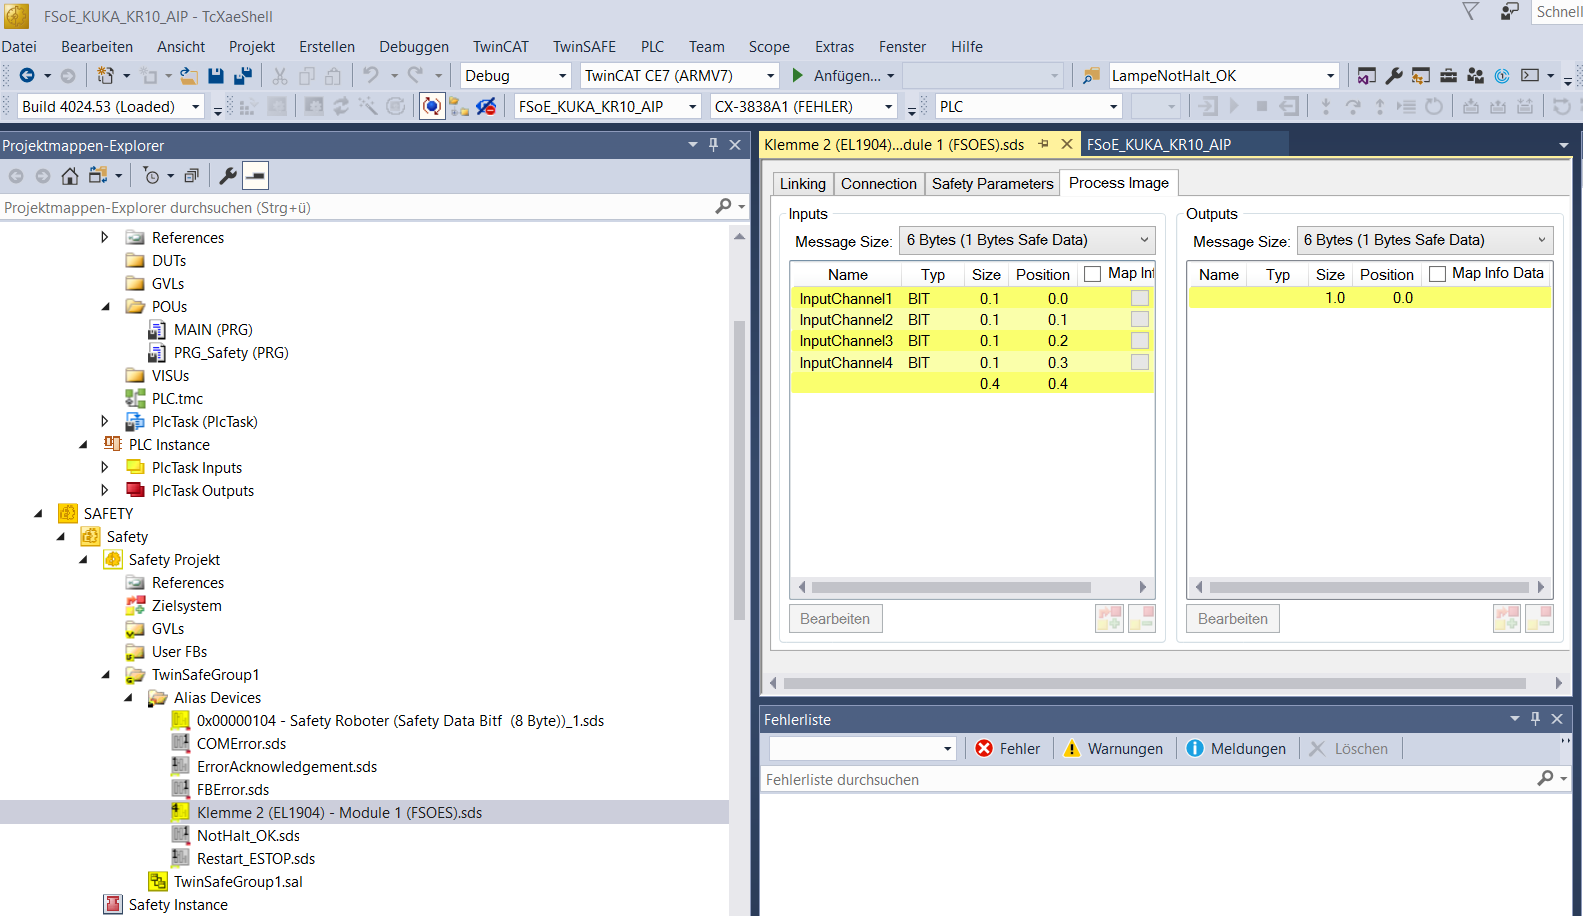 FSoE_KUKA_KR10_AIP - TcXaeShell
Schnell
Datei Bearbeiten Ansicht Projekt Erstellen Debuggen TwinCAT TwinSAFE PLC Team Scope Extras Fenster Hilfe
Debug TwinCAT CE7 (ARMV7) Anfügen... LampeNotHalt_OK
Build 4024.53 (Loaded) FSoE_KUKA_KR10_AIP CX-3838A1 (FEHLER) PLC
Projektmappen-Explorer
Projektmappen-Explorer durchsuchen (Strg+ü)
References
DUTs
GVLs
POUs
MAIN (PRG)
PRG_Safety (PRG)
VISUs
PLC.tmc
PlcTask (PlcTask)
PLC Instance
PlcTask Inputs
PlcTask Outputs
SAFETY
Safety
Safety Projekt
References
Zielsystem
GVLs
User FBs
TwinSafeGroup1
Alias Devices
0x00000104 - Safety Roboter (Safety Data Bitf (8 Byte))_1.sds
COMError.sds
ErrorAcknowledgement.sds
FBError.sds
Klemme 2 (EL1904) - Module 1 (FSOES).sds
NotHalt_OK.sds
Restart_ESTOP.sds
TwinSafeGroup1.sal
Safety Instance
Klemme 2 (EL1904)...dule 1 (FSOES).sds FSoE_KUKA_KR10_AIP
Linking Connection Safety Parameters Process Image
Inputs
Message Size: 6 Bytes (1 Bytes Safe Data)
Name Typ Size Position Map Inf
InputChannel1 BIT 0.1 0.0
InputChannel2 BIT 0.1 0.1
InputChannel3 BIT 0.1 0.2
InputChannel4 BIT 0.1 0.3
0.4 0.4
Bearbeiten
Outputs
Message Size: 6 Bytes (1 Bytes Safe Data)
Name Typ Size Position Map Info Data
1.0 0.0
Bearbeiten
Fehlerliste
Fehler Warnungen Meldungen Löschen
Fehlerliste durchsuchen